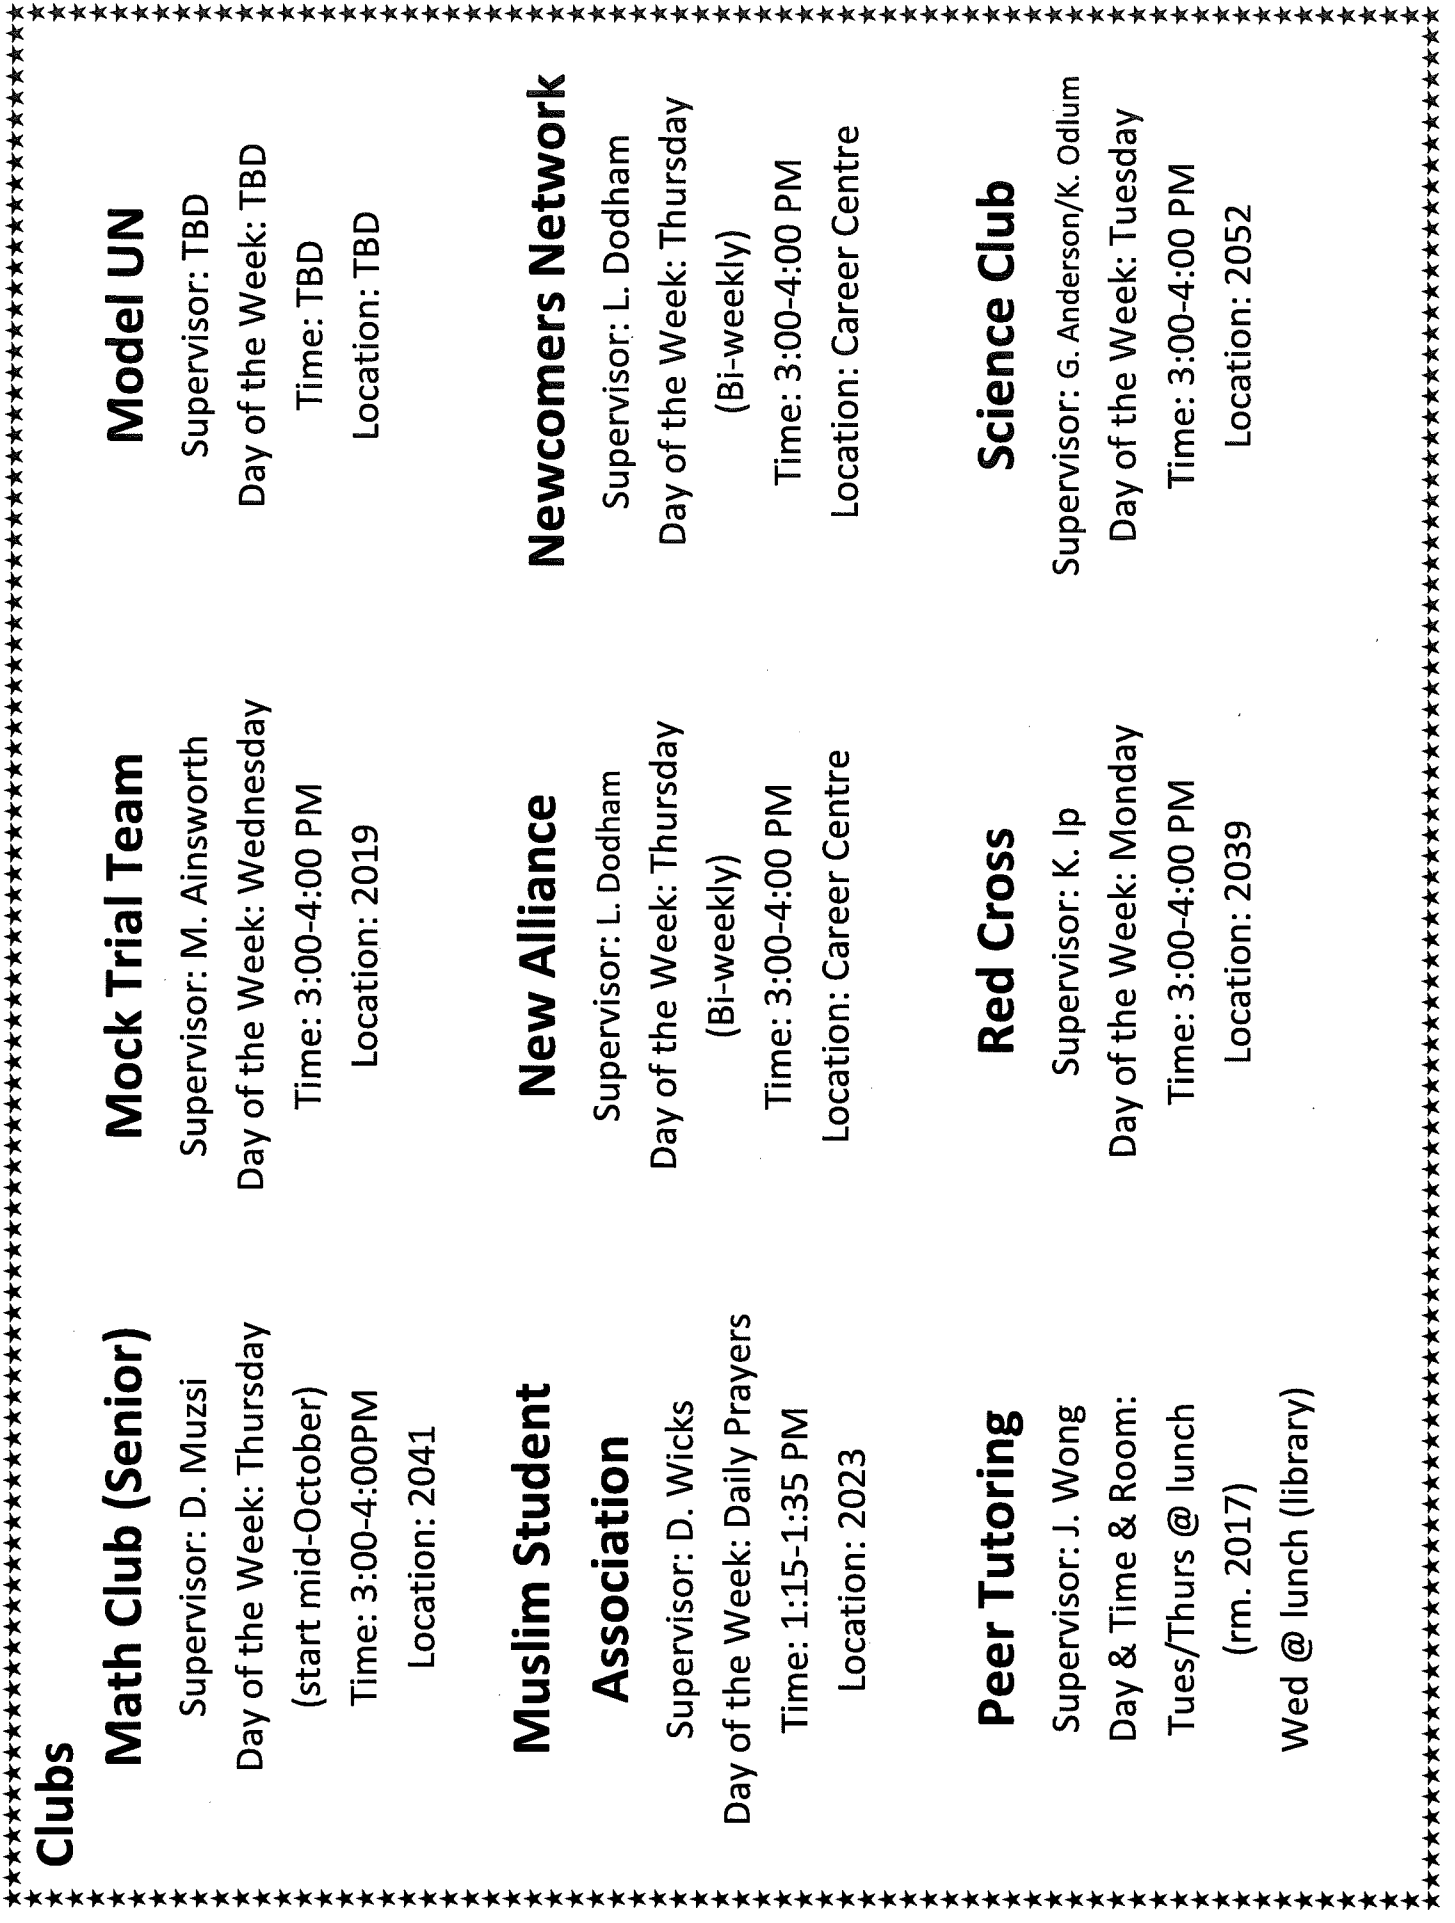 Clubs
Math Club (Senior)
Supervisor: D. Muzsi
Day of the Week: Thursday
(start mid-October)
Time: 3:00-4:00PM
Location: 2041
Mock Trial Team
Supervisor: M. Ainsworth
Day of the Week: Wednesday
Time: 3:00-4:00 PM
Location: 2019
Model UN
Supervisor: TBD
Day of the Week: TBD
Time: TBD
Location: TBD
Muslim Student
Association
Supervisor: D. Wicks
Day of the Week: Daily Prayers
Time: 1:15-1:35 PM
Location: 2023
New Alliance
Supervisor: L. Dodham
Day of the Week: Thursday
(Bi-weekly)
Time: 3:00-4:00 PM
Location: Career Centre
Newcomers Network
Supervisor: L. Dodham
Day of the Week: Thursday
(Bi-weekly)
Time: 3:00-4:00 PM
Location: Career Centre
Peer Tutoring
Supervisor: J. Wong
Day & Time & Room:
Tues/Thurs @ lunch
(rm. 2017)
Wed @ lunch (library)
Red Cross
Supervisor: K. Ip
Day of the Week: Monday
Time: 3:00-4:00 PM
Location: 2039
Science Club
Supervisor: G. Anderson/K. Odlum
Day of the Week: Tuesday
Time: 3:00-4:00 PM
Location: 2052